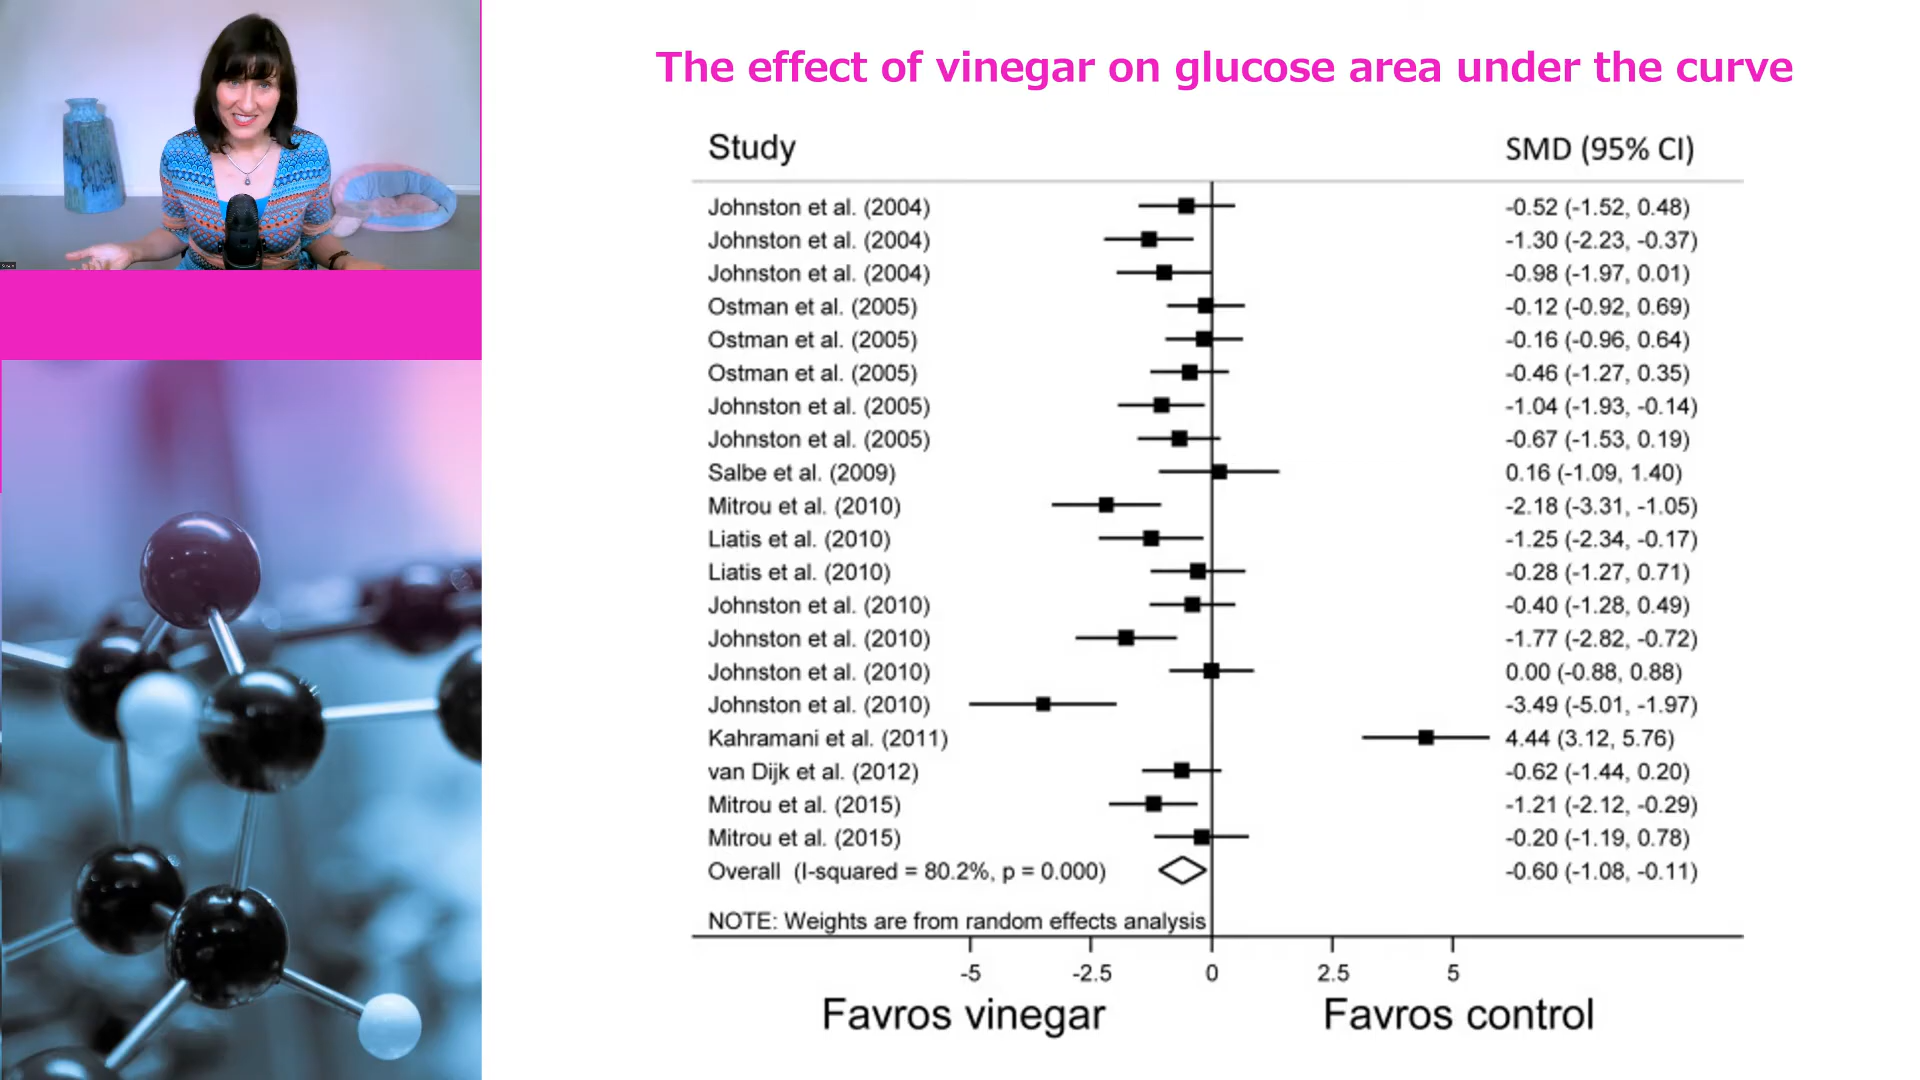 The effect of vinegar on glucose area under the curve
Study SMD (95% CI)
Johnston et al. (2004) -0.52 (-1.52, 0.48)
Johnston et al. (2004) -1.30 (-2.23, -0.37)
Johnston et al. (2004) -0.98 (-1.97, 0.01)
Ostman et al. (2005) -0.12 (-0.92, 0.69)
Ostman et al. (2005) -0.16 (-0.96, 0.64)
Ostman et al. (2005) -0.46 (-1.27, 0.35)
Johnston et al. (2005) -1.04 (-1.93, -0.14)
Johnston et al. (2005) -0.67 (-1.53, 0.19)
Salbe et al. (2009) 0.16 (-1.09, 1.40)
Mitrou et al. (2010) -2.18 (-3.31, -1.05)
Liatis et al. (2010) -1.25 (-2.34, -0.17)
Liatis et al. (2010) -0.28 (-1.27, 0.71)
Johnston et al. (2010) -0.40 (-1.28, 0.49)
Johnston et al. (2010) -1.77 (-2.82, -0.72)
Johnston et al. (2010) 0.00 (-0.88, 0.88)
Johnston et al. (2010) -3.49 (-5.01, -1.97)
Kahramani et al. (2011) 4.44 (3.12, 5.76)
van Dijk et al. (2012) -0.62 (-1.44, 0.20)
Mitrou et al. (2015) -1.21 (-2.12, -0.29)
Mitrou et al. (2015) -0.20 (-1.19, 0.78)
Overall (I-squared = 80.2%, p = 0.000) -0.60 (-1.08, -0.11)
NOTE: Weights are from random effects analysis
-5 -2.5 0 2.5 5
Favros vinegar Favros control